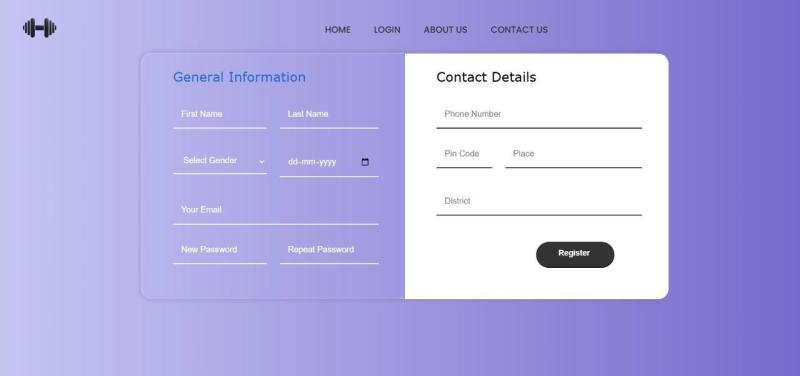 HOME LOGIN ABOUT US CONTACT US
General Information
First Name Last Name
Select Gender dd-mm-yyyy
Your Email
New Password Repeat Password
Contact Details
Phone Number
Pin Code Place
District
Register